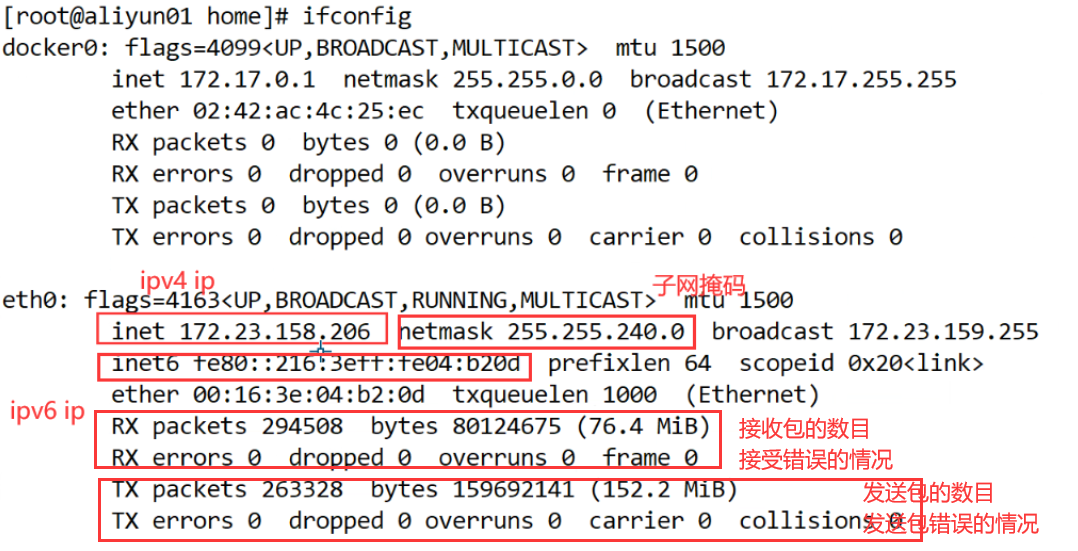 [root@aliyun01 home]# ifconfig
docker0: flags=4099<UP,BROADCAST,MULTICAST>  mtu 1500
        inet 172.17.0.1  netmask 255.255.0.0  broadcast 172.17.255.255
        ether 02:42:ac:4c:25:ec  txqueuelen 0  (Ethernet)
        RX packets 0  bytes 0 (0.0 B)
        RX errors 0  dropped 0  overruns 0  frame 0
        TX packets 0  bytes 0 (0.0 B)
        TX errors 0  dropped 0 overruns 0  carrier 0  collisions 0
ipv4 ip
子网掩码
eth0: flags=4163<UP,BROADCAST,RUNNING,MULTICAST>  mtu 1500
        inet 172.23.158.206  netmask 255.255.240.0  broadcast 172.23.159.255
        inet6 fe80::216:3eff:fe04:b20d  prefixlen 64  scopeid 0x20<link>
        ether 00:16:3e:04:b2:0d  txqueuelen 1000  (Ethernet)
ipv6 ip
        RX packets 294508  bytes 80124675 (76.4 MiB)  接收包的数目
        RX errors 0  dropped 0  overruns 0  frame 0  接受错误的情况
        TX packets 263328  bytes 159692141 (152.2 MiB)  发送包的数目
        TX errors 0  dropped 0 overruns 0  carrier 0  collisions 0  发送包错误的情况